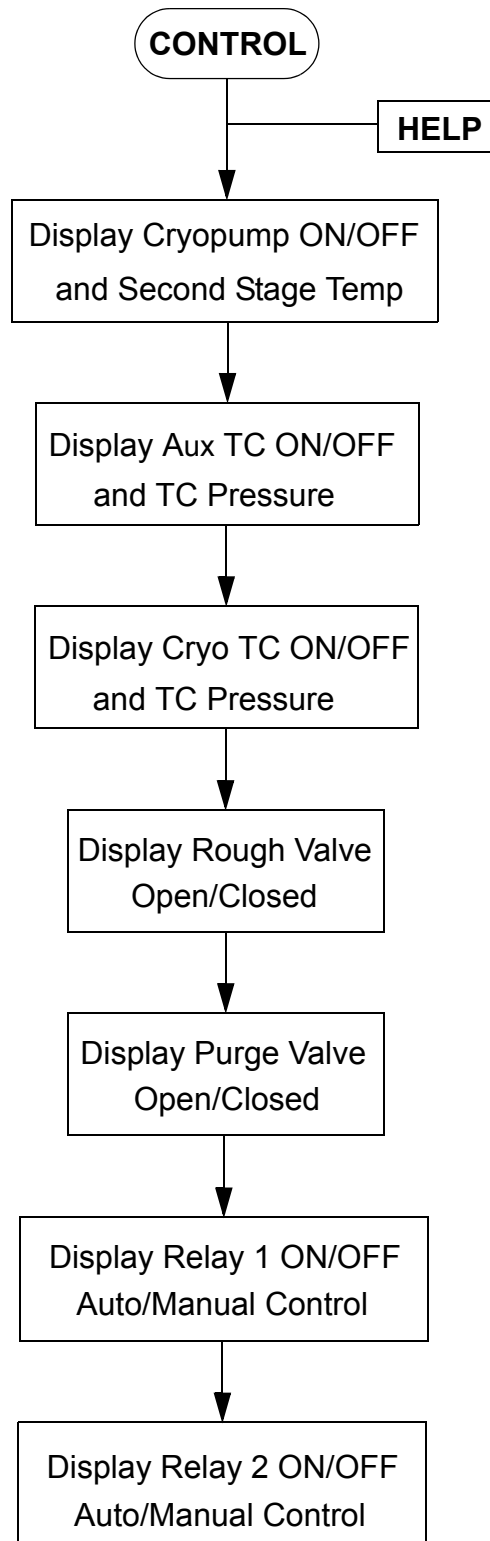 CONTROL
HELP
Display Cryopump ON/OFF
and Second Stage Temp
Display Aux TC ON/OFF
and TC Pressure
Display Cryo TC ON/OFF
and TC Pressure
Display Rough Valve
Open/Closed
Display Purge Valve
Open/Closed
Display Relay 1 ON/OFF
Auto/Manual Control
Display Relay 2 ON/OFF
Auto/Manual Control